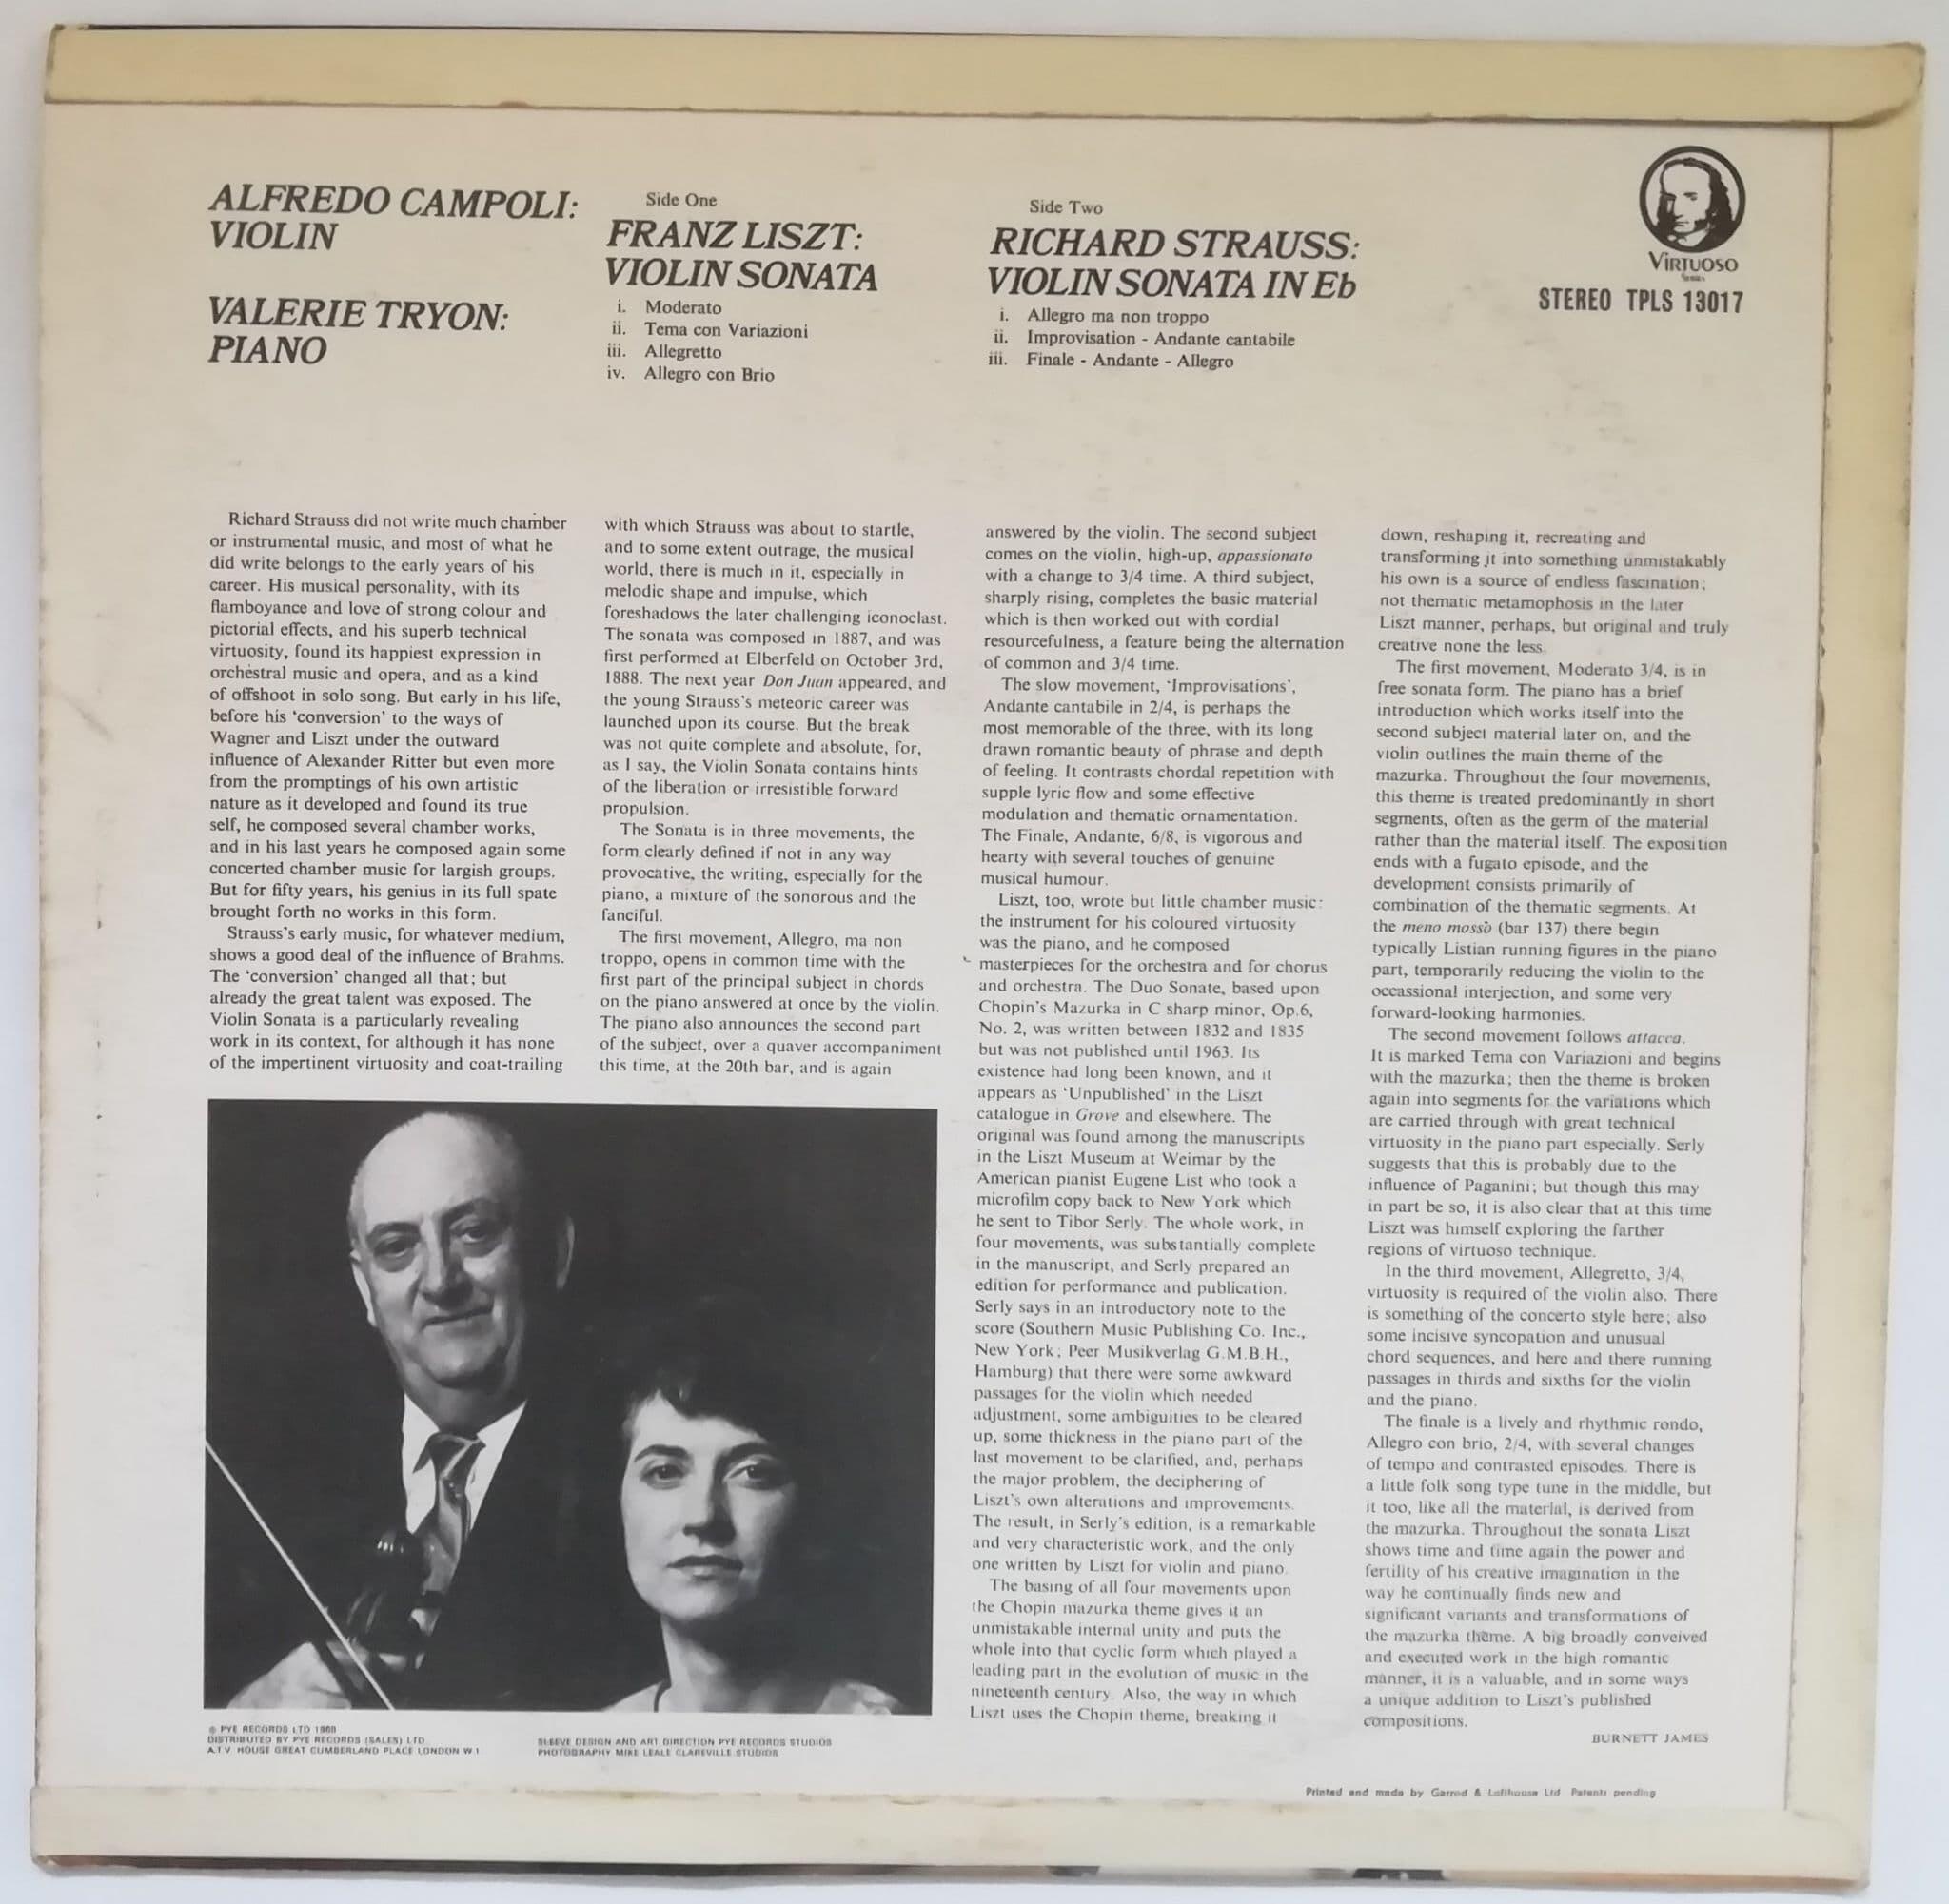 ALFREDO CAMPOLI:
VIOLIN
VALERIE TRYON:
PIANO
Side One
FRANZ LISZT:
VIOLIN SONATA
i. Moderato
ii. Tema con Variazioni
iii. Allegretto
iv. Allegro con Brio
Side Two
RICHARD STRAUSS:
VIOLIN SONATA IN Eb
i. Allegro ma non troppo
ii. Improvisation - Andante cantabile
iii. Finale - Andante - Allegro
VIRTUOSO
Series
STEREO TPLS 13017
Richard Strauss did not write much chamber
or instrumental music, and most of what he
did write belongs to the early years of his
career. His musical personality, with its
flamboyance and love of strong colour and
pictorial effects, and his superb technical
virtuosity, found its happiest expression in
orchestral music and opera, and as a kind
of offshoot in solo song. But early in his life,
before his ‘conversion’ to the ways of
Wagner and Liszt under the outward
influence of Alexander Ritter but even more
from the promptings of his own artistic
nature as it developed and found its true
self, he composed several chamber works,
and in his last years he composed again some
concerted chamber music for largish groups.
But for fifty years, his genius in its full spate
brought forth no works in this form.
Strauss’s early music, for whatever medium,
shows a good deal of the influence of Brahms.
The ‘conversion’ changed all that; but
already the great talent was exposed. The
Violin Sonata is a particularly revealing
work in its context, for although it has none
of the impertinent virtuosity and coat-trailing
with which Strauss was about to startle,
and to some extent outrage, the musical
world, there is much in it, especially in
melodic shape and impulse, which
foreshadows the later challenging iconoclast.
The sonata was composed in 1887, and was
first performed at Elberfeld on October 3rd,
1888. The next year Don Juan appeared, and
the young Strauss’s meteoric career was
launched upon its course. But the break
was not quite complete and absolute, for,
as I say, the Violin Sonata contains hints
of the liberation or irresistible forward
propulsion.
The Sonata is in three movements, the
form clearly defined if not in any way
provocative, the writing, especially for the
piano, a mixture of the sonorous and the
fanciful.
The first movement, Allegro, ma non
troppo, opens in common time with the
first part of the principal subject in chords
on the piano answered at once by the violin.
The piano also announces the second part
of the subject, over a quaver accompaniment
this time, at the 20th bar, and is again
answered by the violin. The second subject
comes on the violin, high-up, appassionato
with a change to 3/4 time. A third subject,
sharply rising, completes the basic material
which is then worked out with cordial
resourcefulness, a feature being the alternation
of common and 3/4 time.
The slow movement, ‘Improvisations’,
Andante cantabile in 2/4, is perhaps the
most memorable of the three, with its long
drawn romantic beauty of phrase and depth
of feeling. It contrasts chordal repetition with
supple lyric flow and some effective
modulation and thematic ornamentation.
The Finale, Andante, 6/8, is vigorous and
hearty with several touches of genuine
musical humour.
Liszt, too, wrote but little chamber music:
the instrument for his coloured virtuosity
was the piano, and he composed
masterpieces for the orchestra and for chorus
and orchestra. The Duo Sonate, based upon
Chopin’s Mazurka in C sharp minor, Op.6,
No. 2, was written between 1832 and 1835
but was not published until 1963. Its
existence had long been known, and it
appears as ‘Unpublished’ in the Liszt
catalogue in Grove and elsewhere. The
original was found among the manuscripts
in the Liszt Museum at Weimar by the
American pianist Eugene List who took a
microfilm copy back to New York which
he sent to Tibor Serly. The whole work, in
four movements, was substantially complete
in the manuscript, and Serly prepared an
edition for performance and publication.
Serly says in an introductory note to the
score (Southern Music Publishing Co. Inc.,
New York; Peer Musikverlag G.M.B.H.,
Hamburg) that there were some awkward
passages for the violin which needed
adjustment, some ambiguities to be cleared
up, some thickness in the piano part of the
last movement to be clarified, and, perhaps
the major problem, the deciphering of
Liszt’s own alterations and improvements.
The result, in Serly’s edition, is a remarkable
and very characteristic work, and the only
one written by Liszt for violin and piano.
The basing of all four movements upon
the Chopin mazurka theme gives it an
unmistakable internal unity and puts the
whole into that cyclic form which played a
leading part in the evolution of music in the
nineteenth century. Also, the way in which
Liszt uses the Chopin theme, breaking it
down, reshaping it, recreating and
transforming it into something unmistakably
his own is a source of endless fascination;
not thematic metamophosis in the later
Liszt manner, perhaps, but original and truly
creative none the less.
The first movement, Moderato 3/4, is in
free sonata form. The piano has a brief
introduction which works itself into the
second subject material later on, and the
violin outlines the main theme of the
mazurka. Throughout the four movements,
this theme is treated predominantly in short
segments, often as the germ of the material
rather than the material itself. The exposition
ends with a fugato episode, and the
development consists primarily of
combination of the thematic segments. At
the meno mosso (bar 137) there begin
typically Listian running figures in the piano
part, temporarily reducing the violin to the
occassional interjection, and some very
forward-looking harmonies.
The second movement follows attacca.
It is marked Tema con Variazioni and begins
with the mazurka; then the theme is broken
again into segments for the variations which
are carried through with great technical
virtuosity in the piano part especially. Serly
suggests that this is probably due to the
influence of Paganini; but though this may
in part be so, it is also clear that at this time
Liszt was himself exploring the farther
regions of virtuoso technique.
In the third movement, Allegretto, 3/4,
virtuosity is required of the violin also. There
is something of the concerto style here; also
some incisive syncopation and unusual
chord sequences, and here and there running
passages in thirds and sixths for the violin
and the piano.
The finale is a lively and rhythmic rondo,
Allegro con brio, 2/4, with several changes
of tempo and contrasted episodes. There is
a little folk song type tune in the middle, but
it too, like all the material, is derived from
the mazurka. Throughout the sonata Liszt
shows time and time again the power and
fertility of his creative imagination in the
way he continually finds new and
significant variants and transformations of
the mazurka theme. A big broadly conveived
and executed work in the high romantic
manner, it is a valuable, and in some ways
a unique addition to Liszt’s published
compositions.
BURNETT JAMES
℗ PYE RECORDS LTD 1968
DISTRIBUTED BY PYE RECORDS (SALES) LTD
A.T.V. HOUSE GREAT CUMBERLAND PLACE LONDON W.1
SLEEVE DESIGN AND ART DIRECTION PYE RECORDS STUDIOS
PHOTOGRAPHY MIKE LEALE CLAREVILLE STUDIOS
Printed and made by Garrod & Lofthouse Ltd Patents pending